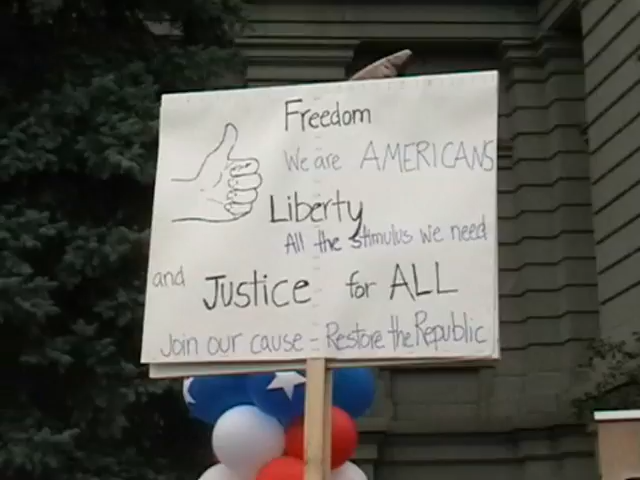 Freedom
We are AMERICANS
Liberty
All the stimulus we need
and Justice for ALL
Join our cause - Restore the Republic